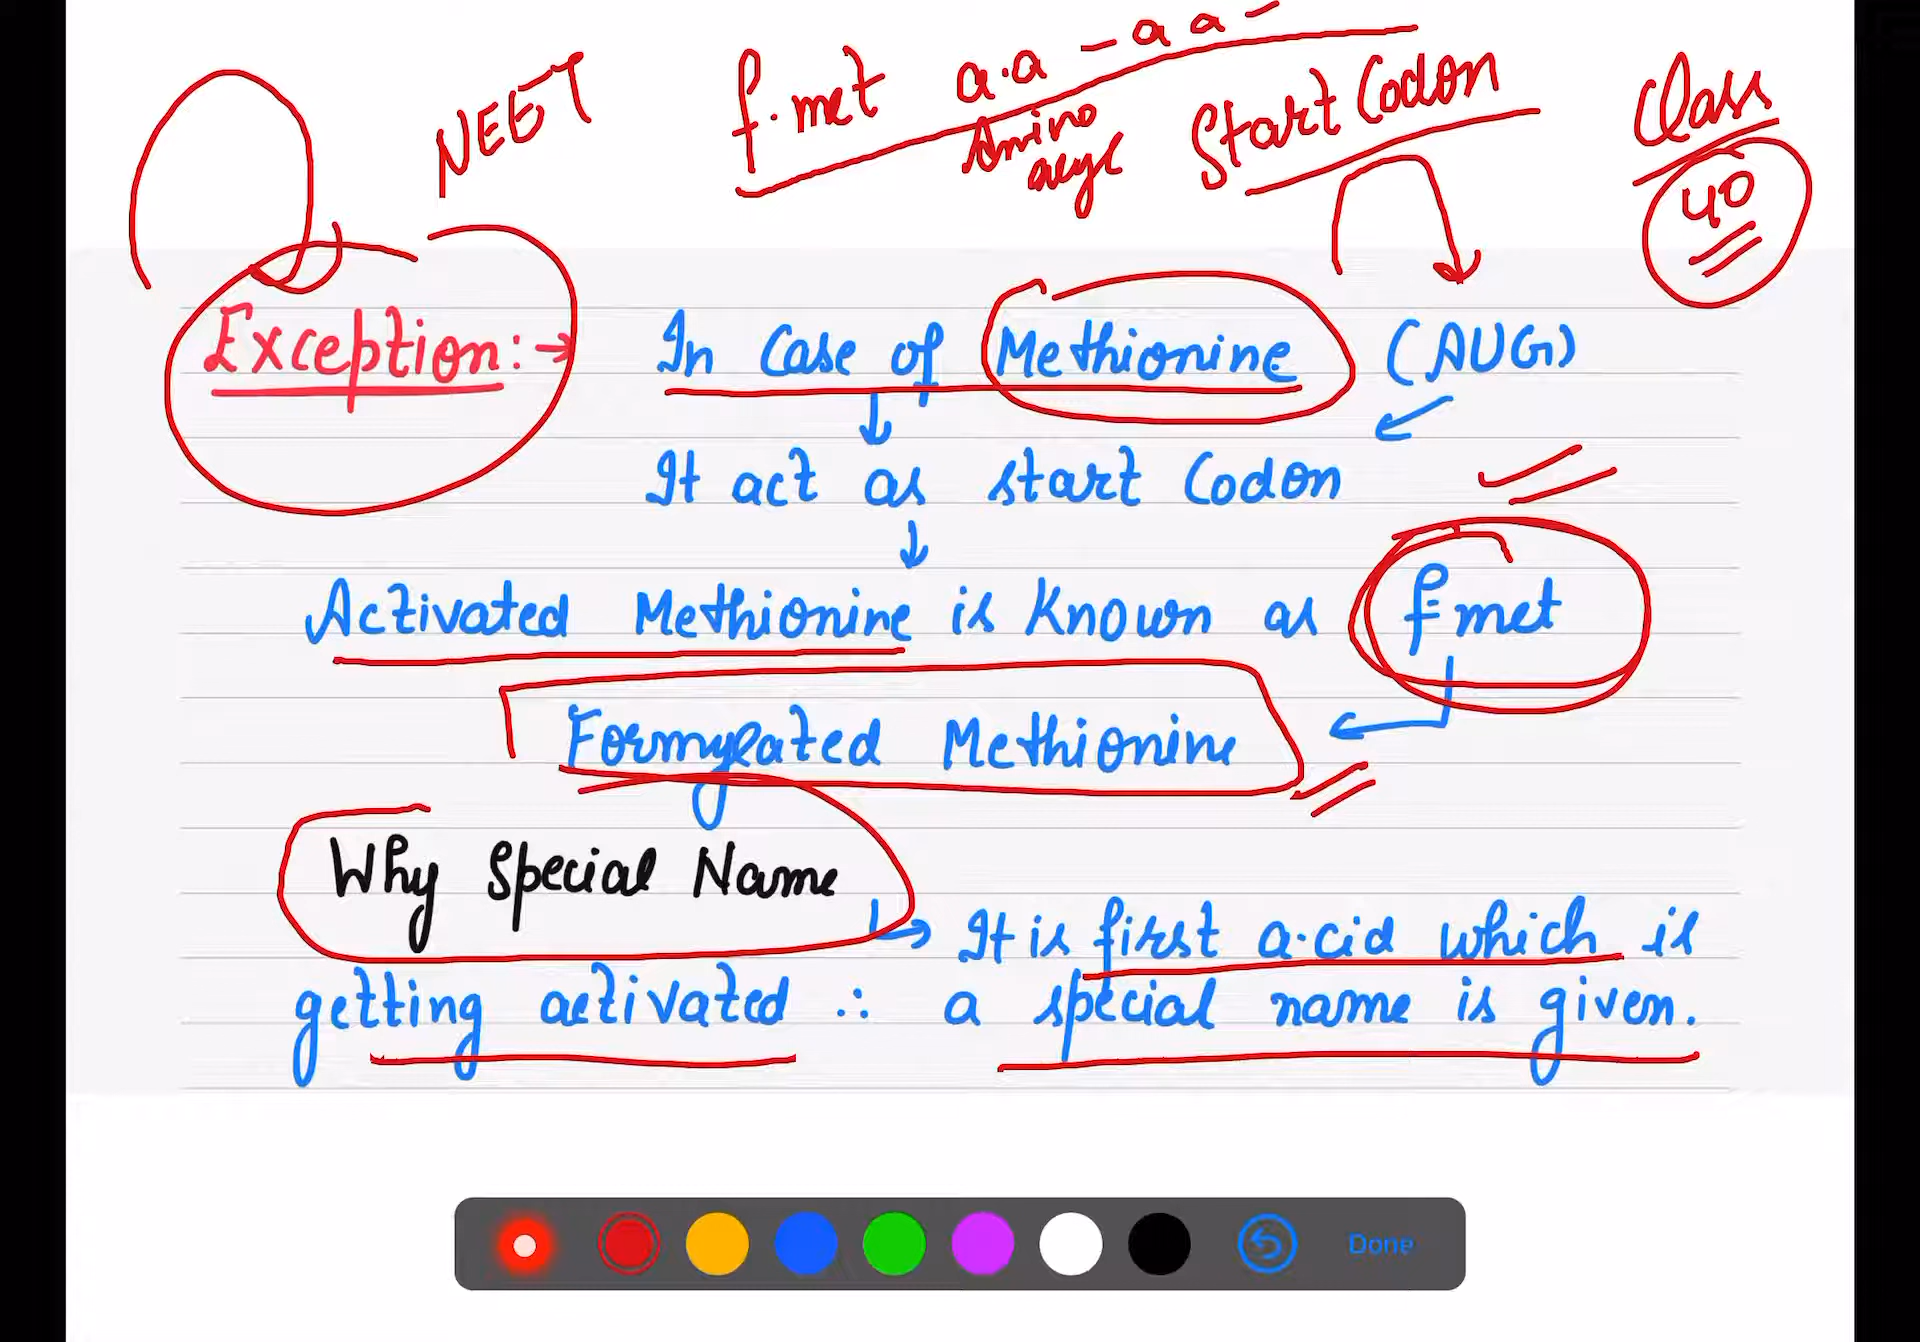 NEET
f.met a.a - a a -
Amino
Start Codon
Class
40
Exception:→ In Case of Methionine (AUG)
↓
It act as start Codon
↓
Activated Methionine is Known as f-met
Formylated Methionine
Why Special Name
↳ It is first a.cid which is
getting activated ∴ a special name is given.
Done